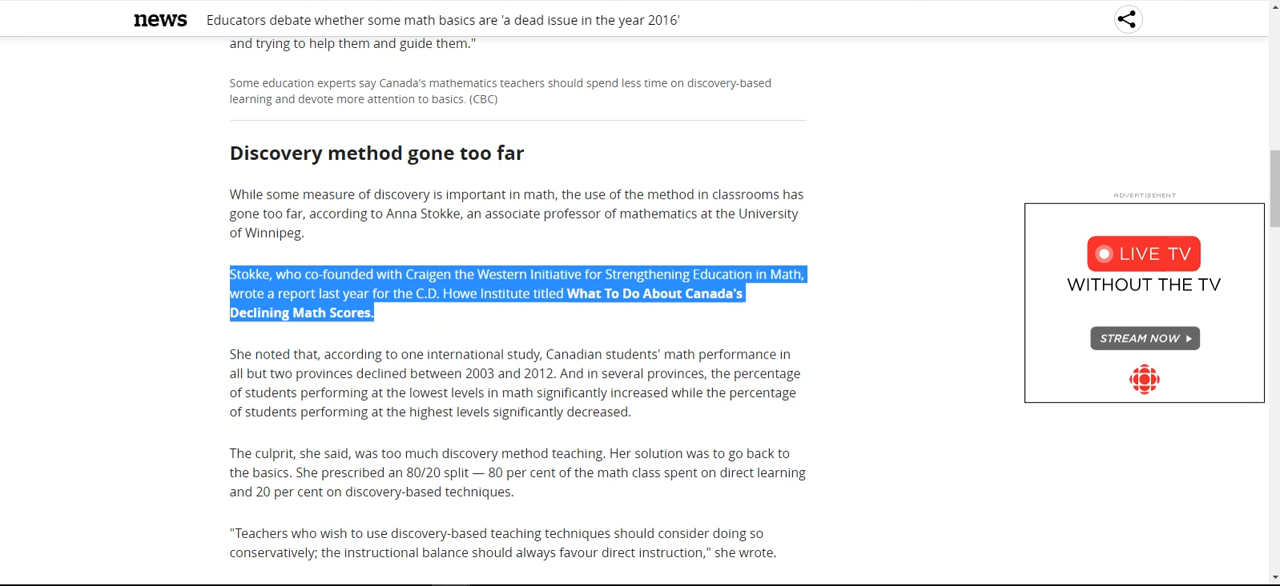 news Educators debate whether some math basics are 'a dead issue in the year 2016'
and trying to help them and guide them."
Some education experts say Canada's mathematics teachers should spend less time on discovery-based
learning and devote more attention to basics. (CBC)
Discovery method gone too far
While some measure of discovery is important in math, the use of the method in classrooms has
gone too far, according to Anna Stokke, an associate professor of mathematics at the University
of Winnipeg.
Stokke, who co-founded with Craigen the Western Initiative for Strengthening Education in Math,
wrote a report last year for the C.D. Howe Institute titled What To Do About Canada's
Declining Math Scores.
She noted that, according to one international study, Canadian students' math performance in
all but two provinces declined between 2003 and 2012. And in several provinces, the percentage
of students performing at the lowest levels in math significantly increased while the percentage
of students performing at the highest levels significantly decreased.
The culprit, she said, was too much discovery method teaching. Her solution was to go back to
the basics. She prescribed an 80/20 split — 80 per cent of the math class spent on direct learning
and 20 per cent on discovery-based techniques.
"Teachers who wish to use discovery-based teaching techniques should consider doing so
conservatively; the instructional balance should always favour direct instruction," she wrote.
ADVERTISEMENT
LIVE TV
WITHOUT THE TV
STREAM NOW